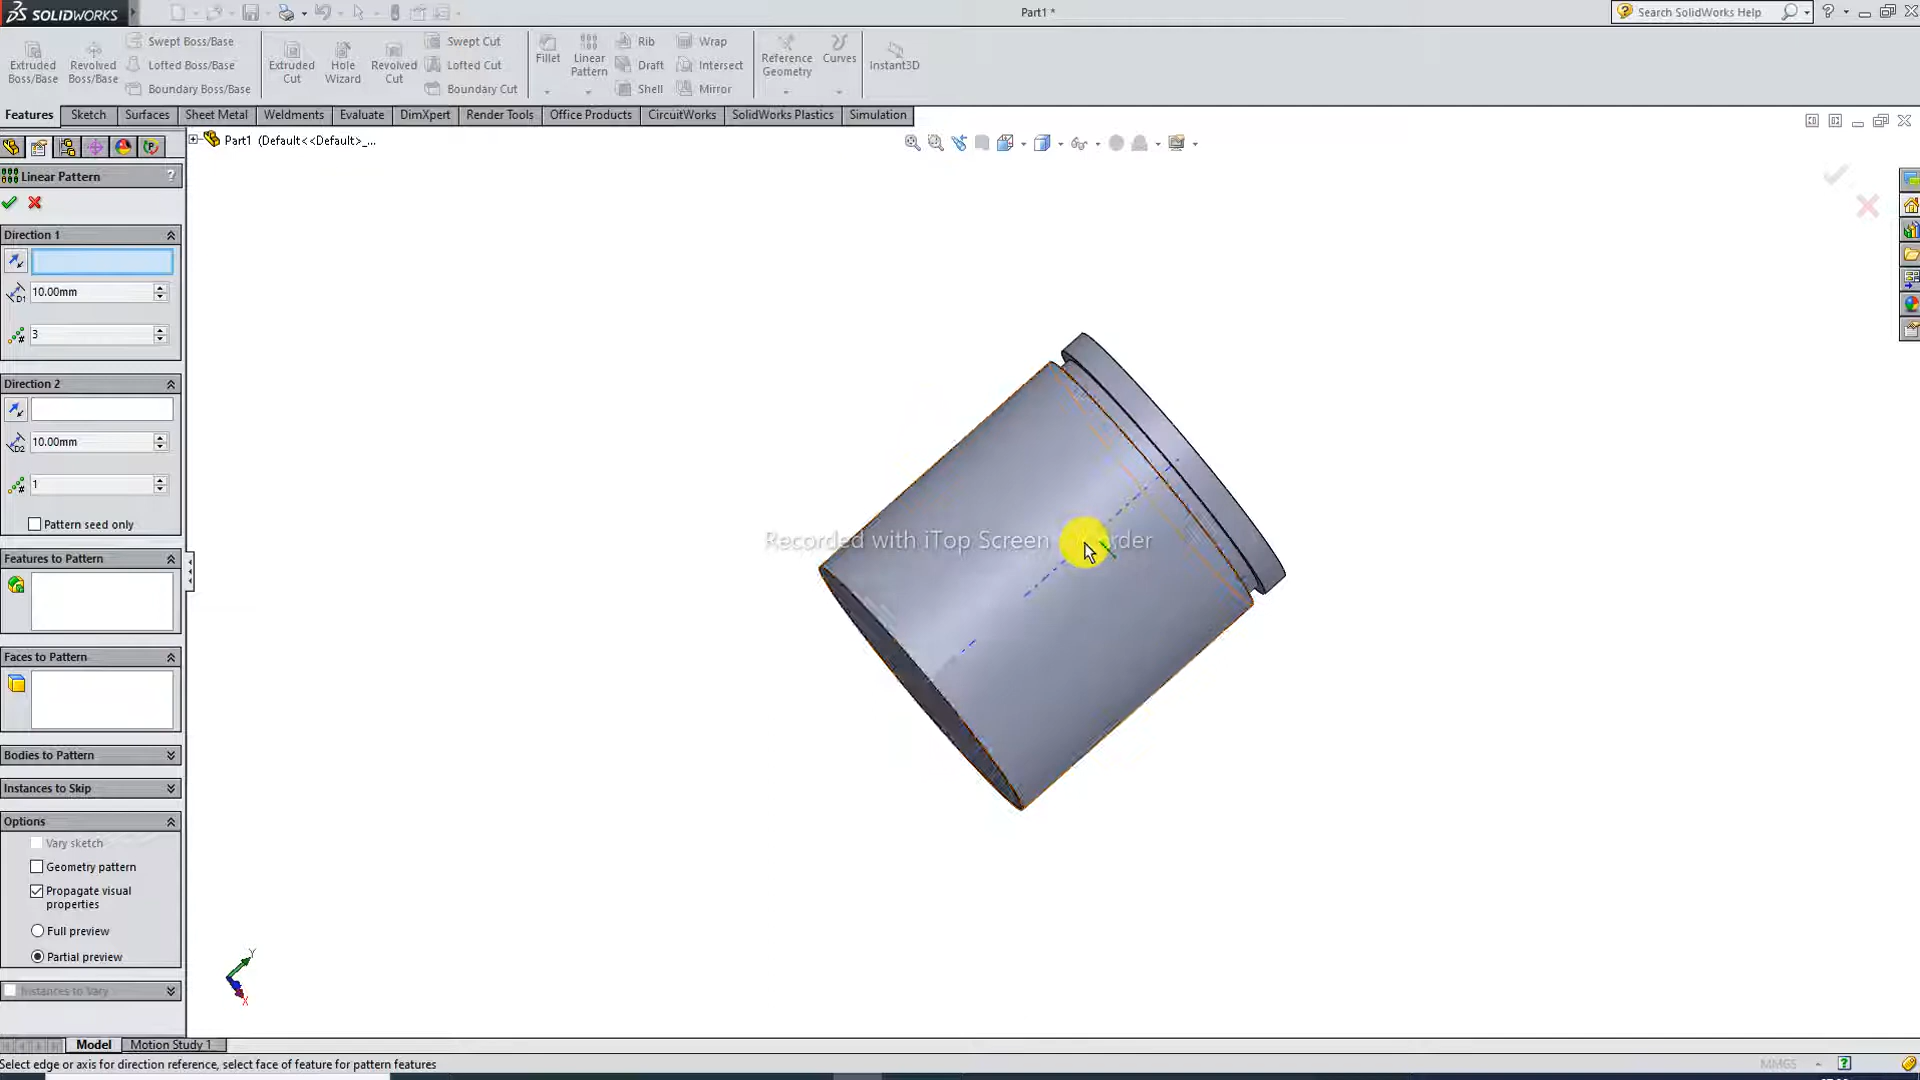 SOLIDWORKS
Part1 *
Search SolidWorks Help
Extruded Boss/Base
Revolved Boss/Base
Swept Boss/Base
Lofted Boss/Base
Boundary Boss/Base
Extruded Cut
Hole Wizard
Revolved Cut
Swept Cut
Lofted Cut
Boundary Cut
Fillet
Linear Pattern
Rib
Draft
Shell
Wrap
Intersect
Mirror
Reference Geometry
Curves
Instant3D
Features Sketch Surfaces Sheet Metal Weldments Evaluate DimXpert Render Tools Office Products CircuitWorks SolidWorks Plastics Simulation
Part1 (Default<<Default>_...
Linear Pattern ?
Direction 1
D1 10.00mm
# 3
Direction 2
D2 10.00mm
# 1
Pattern seed only
Features to Pattern
Faces to Pattern
Bodies to Pattern
Instances to Skip
Options
Vary sketch
Geometry pattern
Propagate visual
properties
Full preview
Partial preview
Instances to Vary
Recorded with iTop Screen
order
Y
X
Model Motion Study 1
Select edge or axis for direction reference, select face of feature for pattern features
MMGS